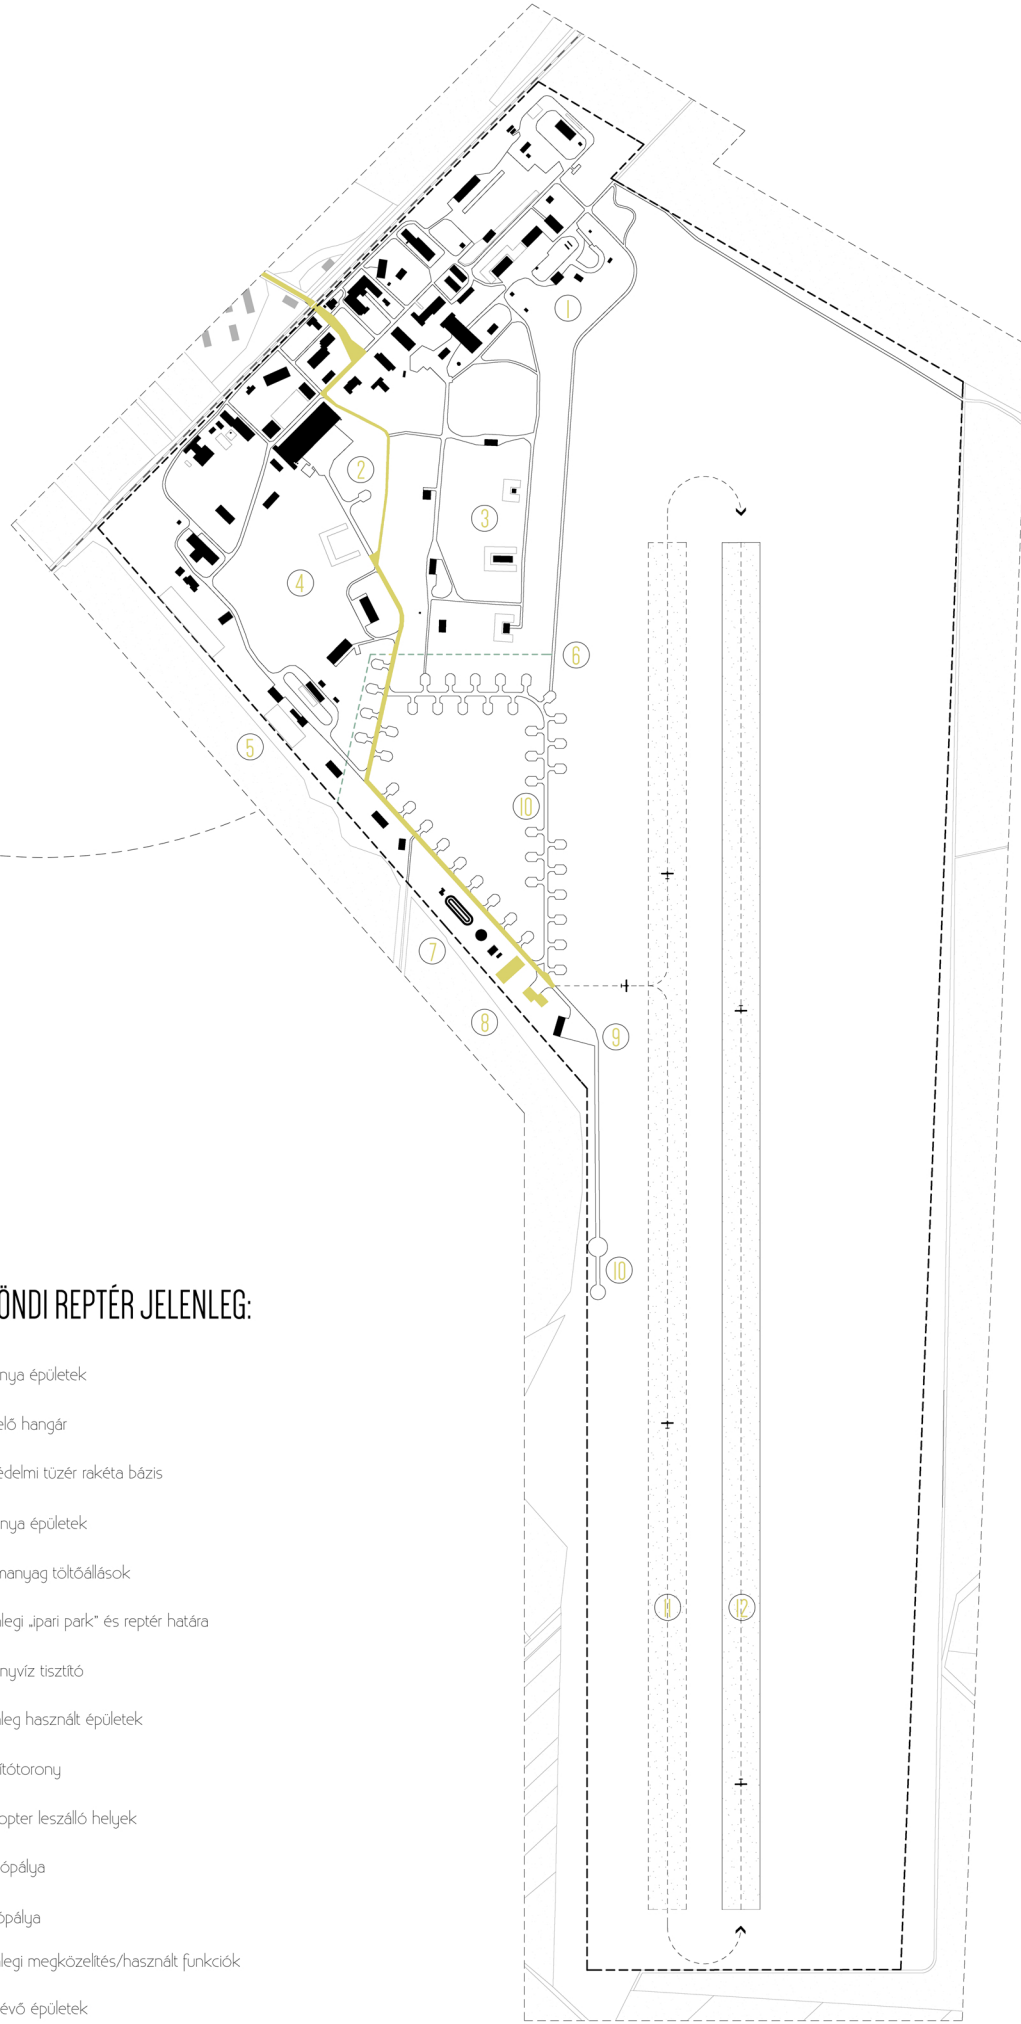 1
2
3
4
5
6
10
7
8
9
10
11
12
ÖNDI REPTÉR JELENLEG:
nya épületek
elő hangár
édelmi tüzér rakéta bázis
nya épületek
manyag töltőállások
legi „ipari park” és reptér határa
nyvíz tisztító
leg használt épületek
ítótorony
opter leszálló helyek
ópálya
ópálya
legi megközelítés/használt funkciók
évő épületek